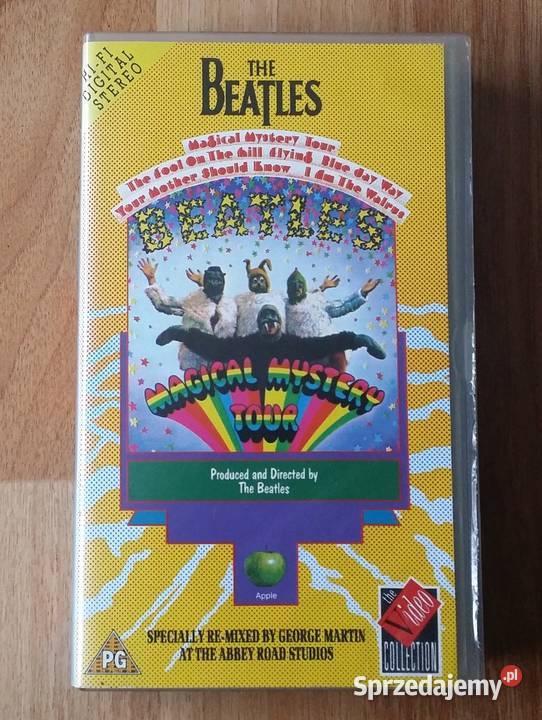 HI-FI
DIGITAL
STEREO
THE
BEATLES
Magical Mystery Tour
The Fool On The Hill Flying Blue Jay Way
Your Mother Should Know I Am The Walrus
BEATLES
MAGICAL MYSTERY
TOUR
Produced and Directed by
The Beatles
Apple
SPECIALLY RE-MIXED BY GEORGE MARTIN
AT THE ABBEY ROAD STUDIOS
PG
the
Video
COLLECTION
Sprzedajemy.pl